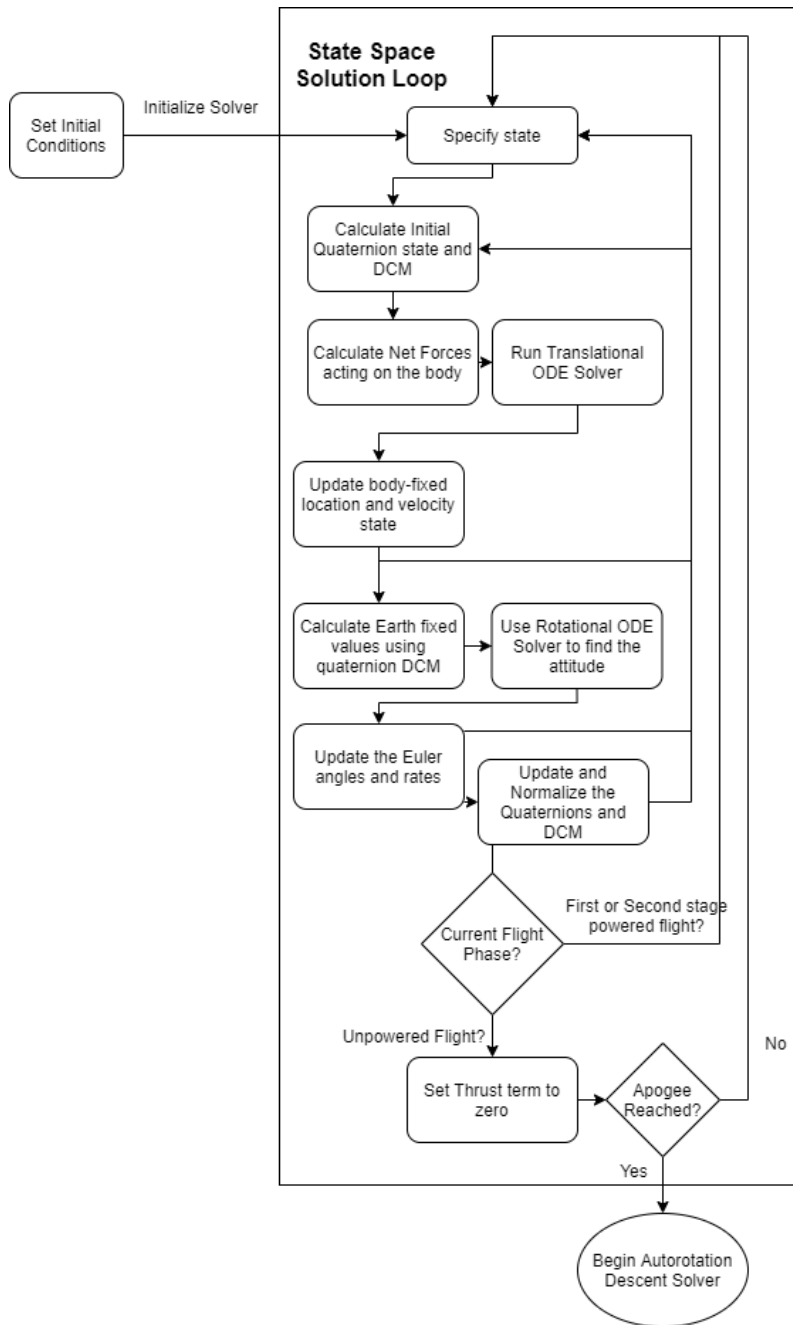 State Space
Solution Loop
Initialize Solver
Set Initial
Conditions
Specify state
Calculate Initial
Quaternion state and
DCM
Calculate Net Forces
acting on the body
Run Translational
ODE Solver
Update body-fixed
location and velocity
state
Calculate Earth fixed
values using
quaternion DCM
Use Rotational ODE
Solver to find the
attitude
Update the Euler
angles and rates
Update and
Normalize the
Quaternions and
DCM
First or Second stage
powered flight?
Current Flight
Phase?
Unpowered Flight?
No
Set Thrust term to
zero
Apogee
Reached?
Yes
Begin Autorotation
Descent Solver